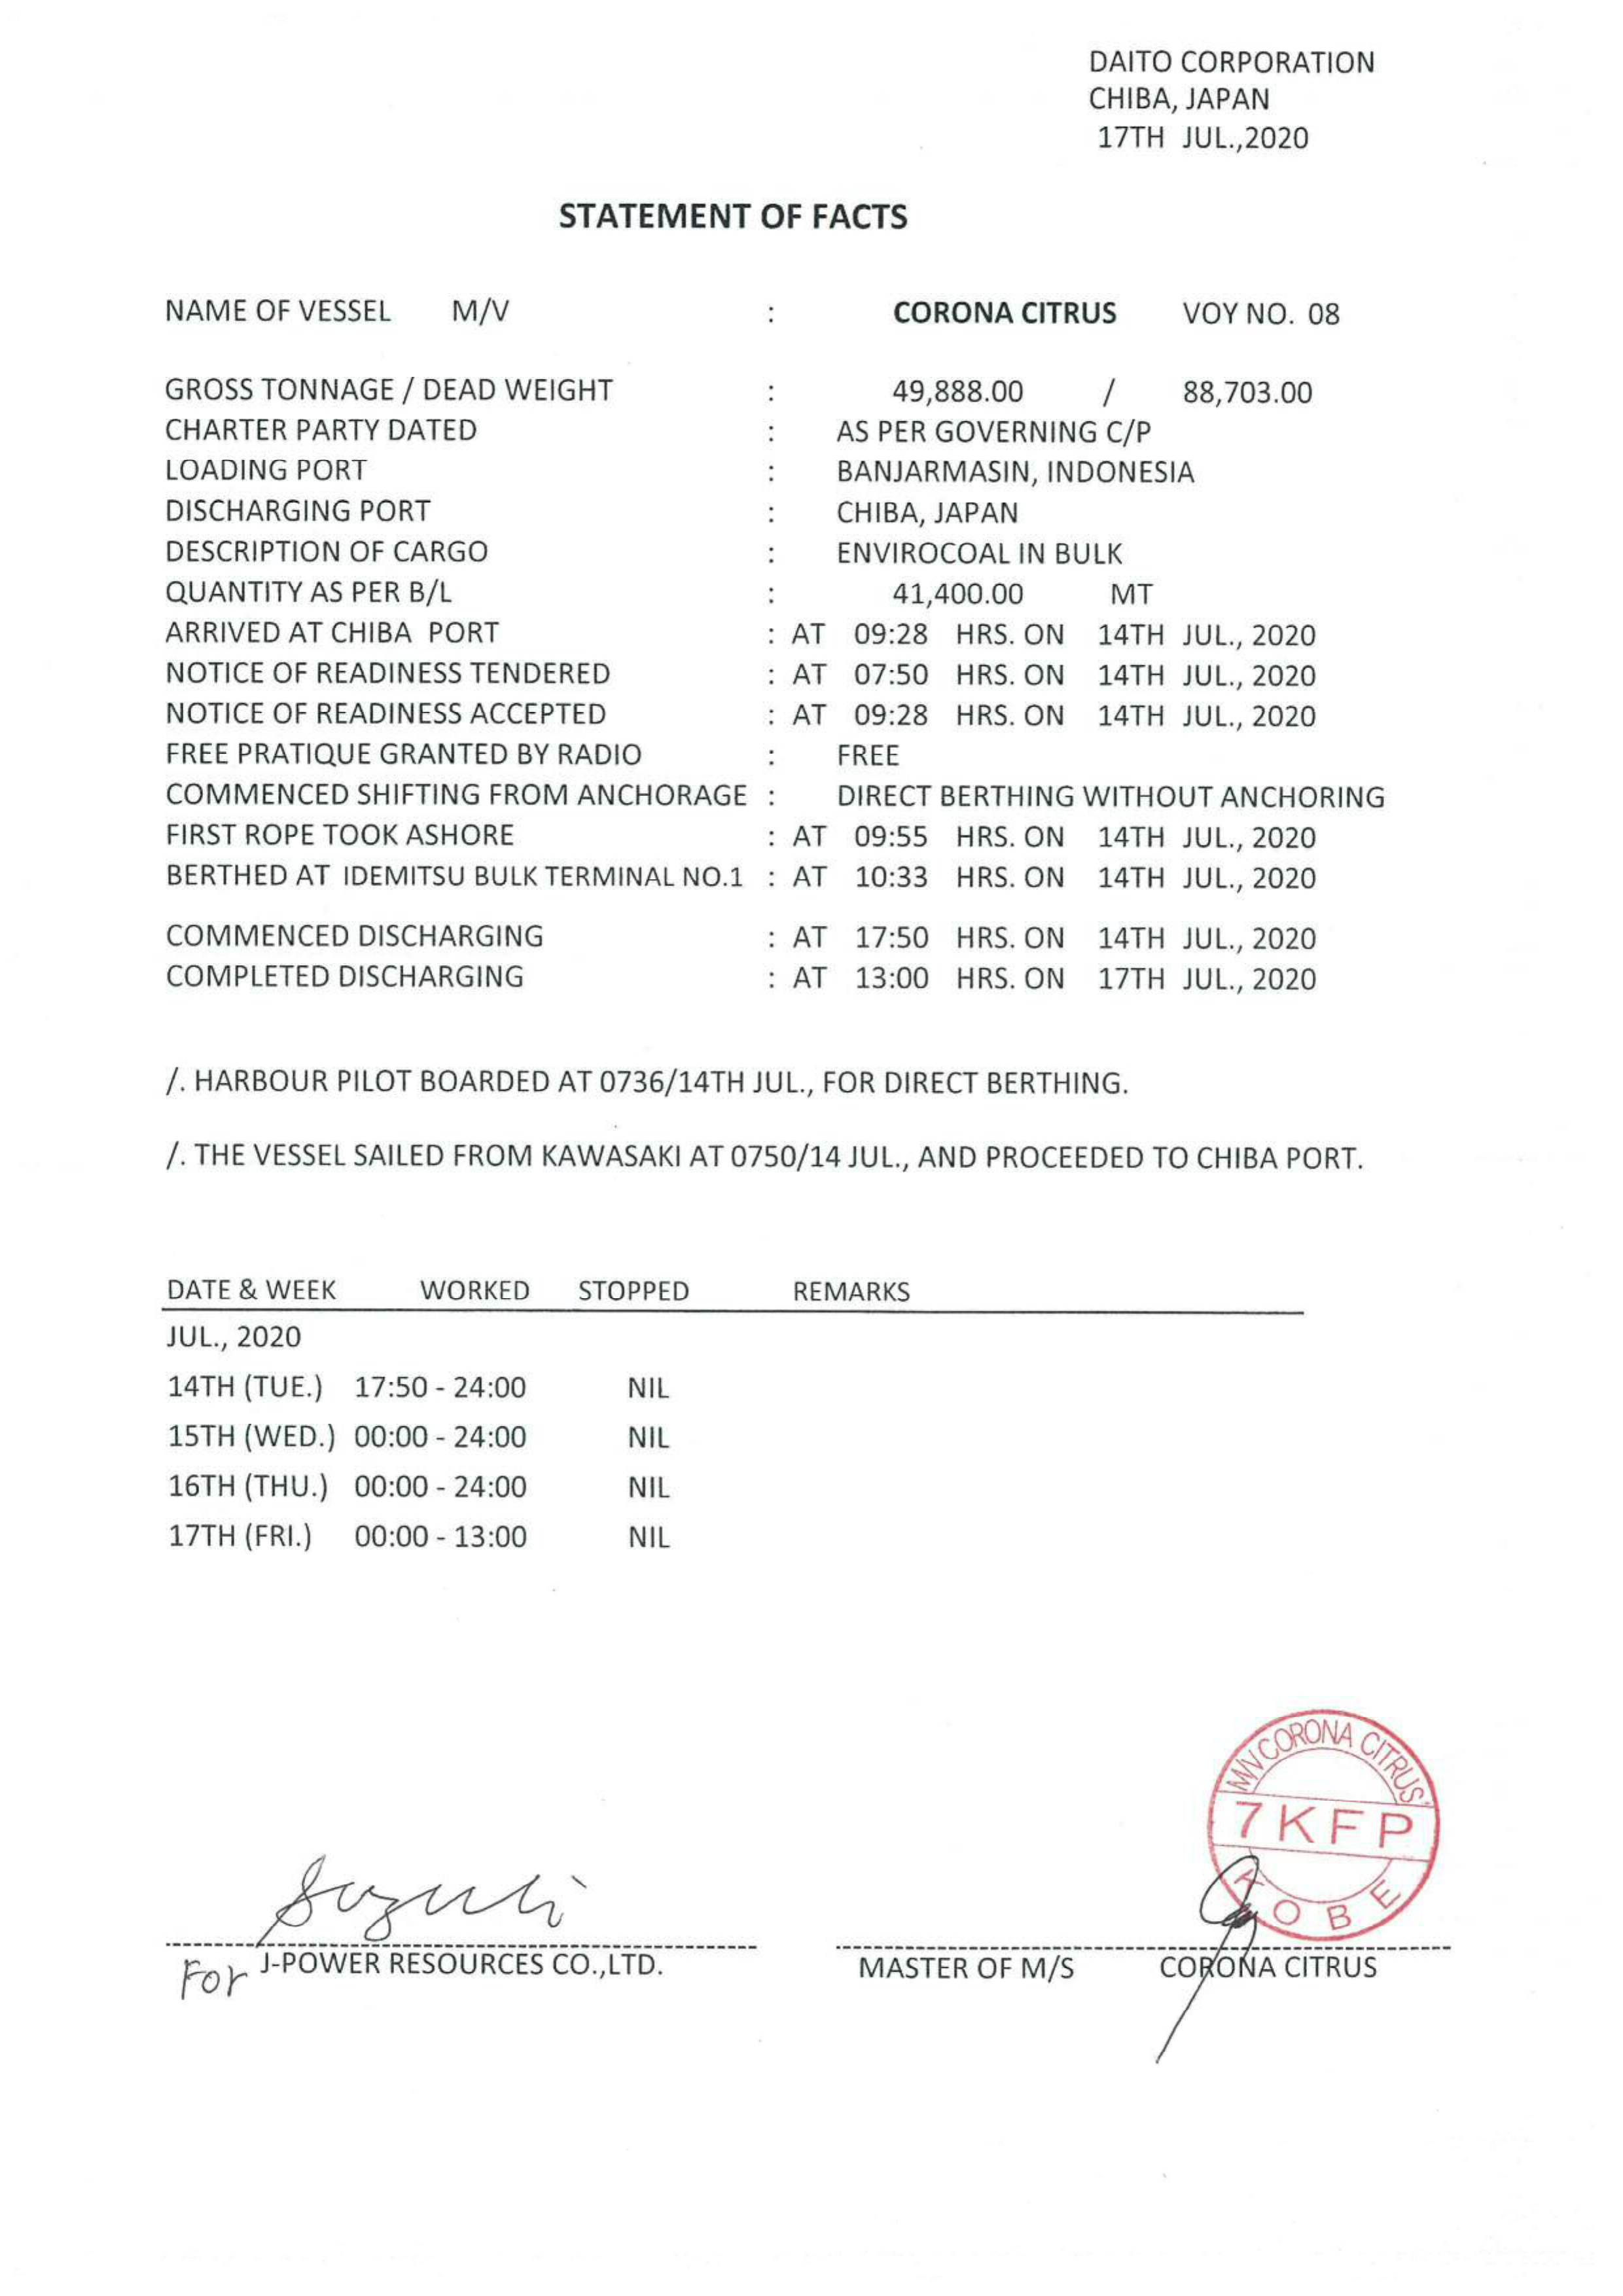 DAITO CORPORATION
CHIBA, JAPAN
17TH JUL.,2020
STATEMENT OF FACTS
NAME OF VESSEL M/V : CORONA CITRUS VOY NO. 08
GROSS TONNAGE / DEAD WEIGHT : 49,888.00 / 88,703.00
CHARTER PARTY DATED : AS PER GOVERNING C/P
LOADING PORT : BANJARMASIN, INDONESIA
DISCHARGING PORT : CHIBA, JAPAN
DESCRIPTION OF CARGO : ENVIROCOAL IN BULK
QUANTITY AS PER B/L : 41,400.00 MT
ARRIVED AT CHIBA PORT : AT 09:28 HRS. ON 14TH JUL., 2020
NOTICE OF READINESS TENDERED : AT 07:50 HRS. ON 14TH JUL., 2020
NOTICE OF READINESS ACCEPTED : AT 09:28 HRS. ON 14TH JUL., 2020
FREE PRATIQUE GRANTED BY RADIO : FREE
COMMENCED SHIFTING FROM ANCHORAGE : DIRECT BERTHING WITHOUT ANCHORING
FIRST ROPE TOOK ASHORE : AT 09:55 HRS. ON 14TH JUL., 2020
BERTHED AT IDEMITSU BULK TERMINAL NO.1 : AT 10:33 HRS. ON 14TH JUL., 2020
COMMENCED DISCHARGING : AT 17:50 HRS. ON 14TH JUL., 2020
COMPLETED DISCHARGING : AT 13:00 HRS. ON 17TH JUL., 2020
/. HARBOUR PILOT BOARDED AT 0736/14TH JUL., FOR DIRECT BERTHING.
/. THE VESSEL SAILED FROM KAWASAKI AT 0750/14 JUL., AND PROCEEDED TO CHIBA PORT.
DATE & WEEK WORKED STOPPED REMARKS
JUL., 2020
14TH (TUE.) 17:50 - 24:00 NIL
15TH (WED.) 00:00 - 24:00 NIL
16TH (THU.) 00:00 - 24:00 NIL
17TH (FRI.) 00:00 - 13:00 NIL
M/V CORONA CITRUS
7KFP
KOBE
Suzuki
For J-POWER RESOURCES CO.,LTD.
MASTER OF M/S CORONA CITRUS